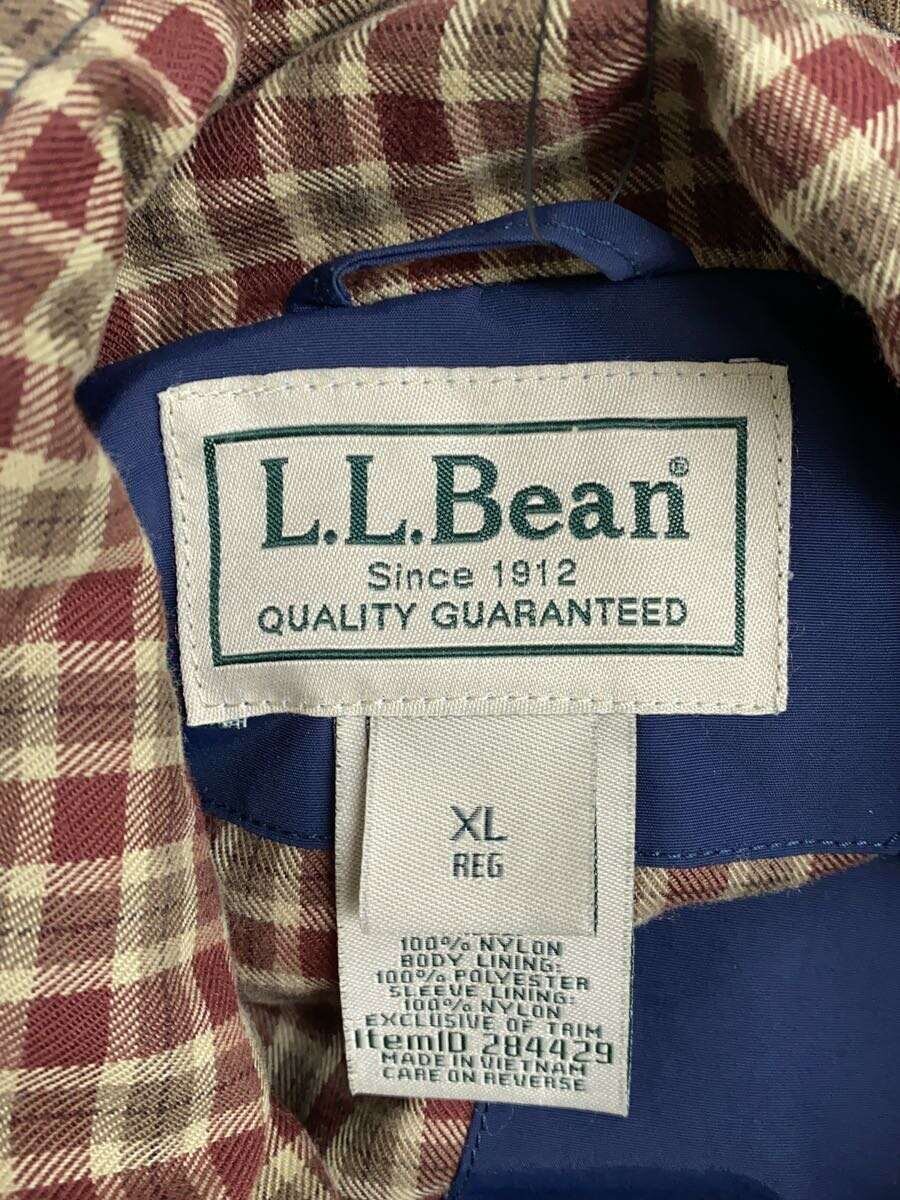 L.L.Bean®
Since 1912
QUALITY GUARANTEED
XL
REG
100% NYLON
BODY LINING:
100% POLYESTER
SLEEVE LINING:
100% NYLON
EXCLUSIVE OF TRIM
ItemID 284429
MADE IN VIETNAM
CARE ON REVERSE